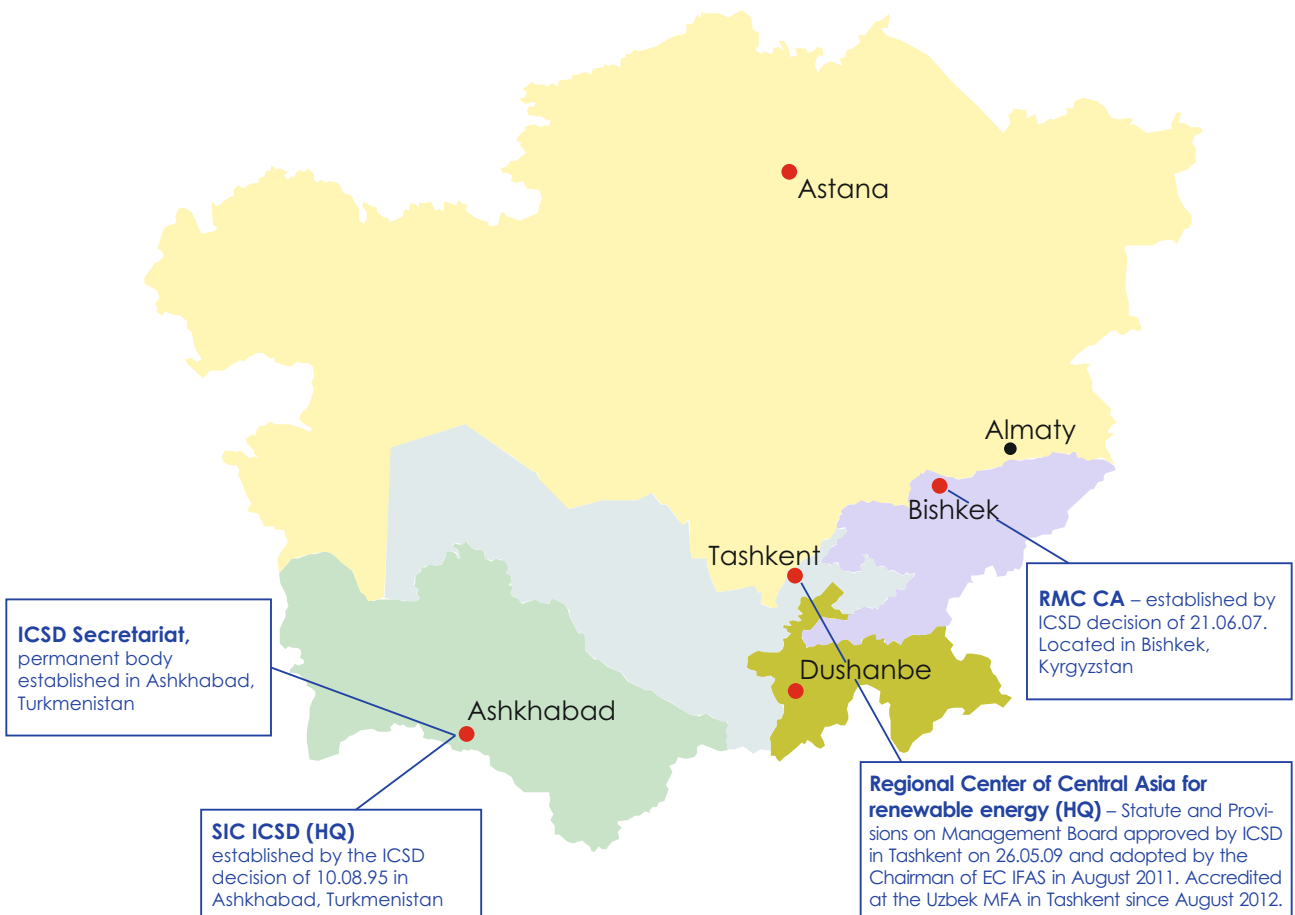 Astana
Almaty
Bishkek
Tashkent
Dushanbe
Ashkhabad
ICSD Secretariat,
permanent body
established in Ashkhabad,
Turkmenistan
RMC CA – established by
ICSD decision of 21.06.07.
Located in Bishkek,
Kyrgyzstan
SIC ICSD (HQ)
established by the ICSD
decision of 10.08.95 in
Ashkhabad, Turkmenistan
Regional Center of Central Asia for
renewable energy (HQ) – Statute and Provi-
sions on Management Board approved by ICSD
in Tashkent on 26.05.09 and adopted by the
Chairman of EC IFAS in August 2011. Accredited
at the Uzbek MFA in Tashkent since August 2012.